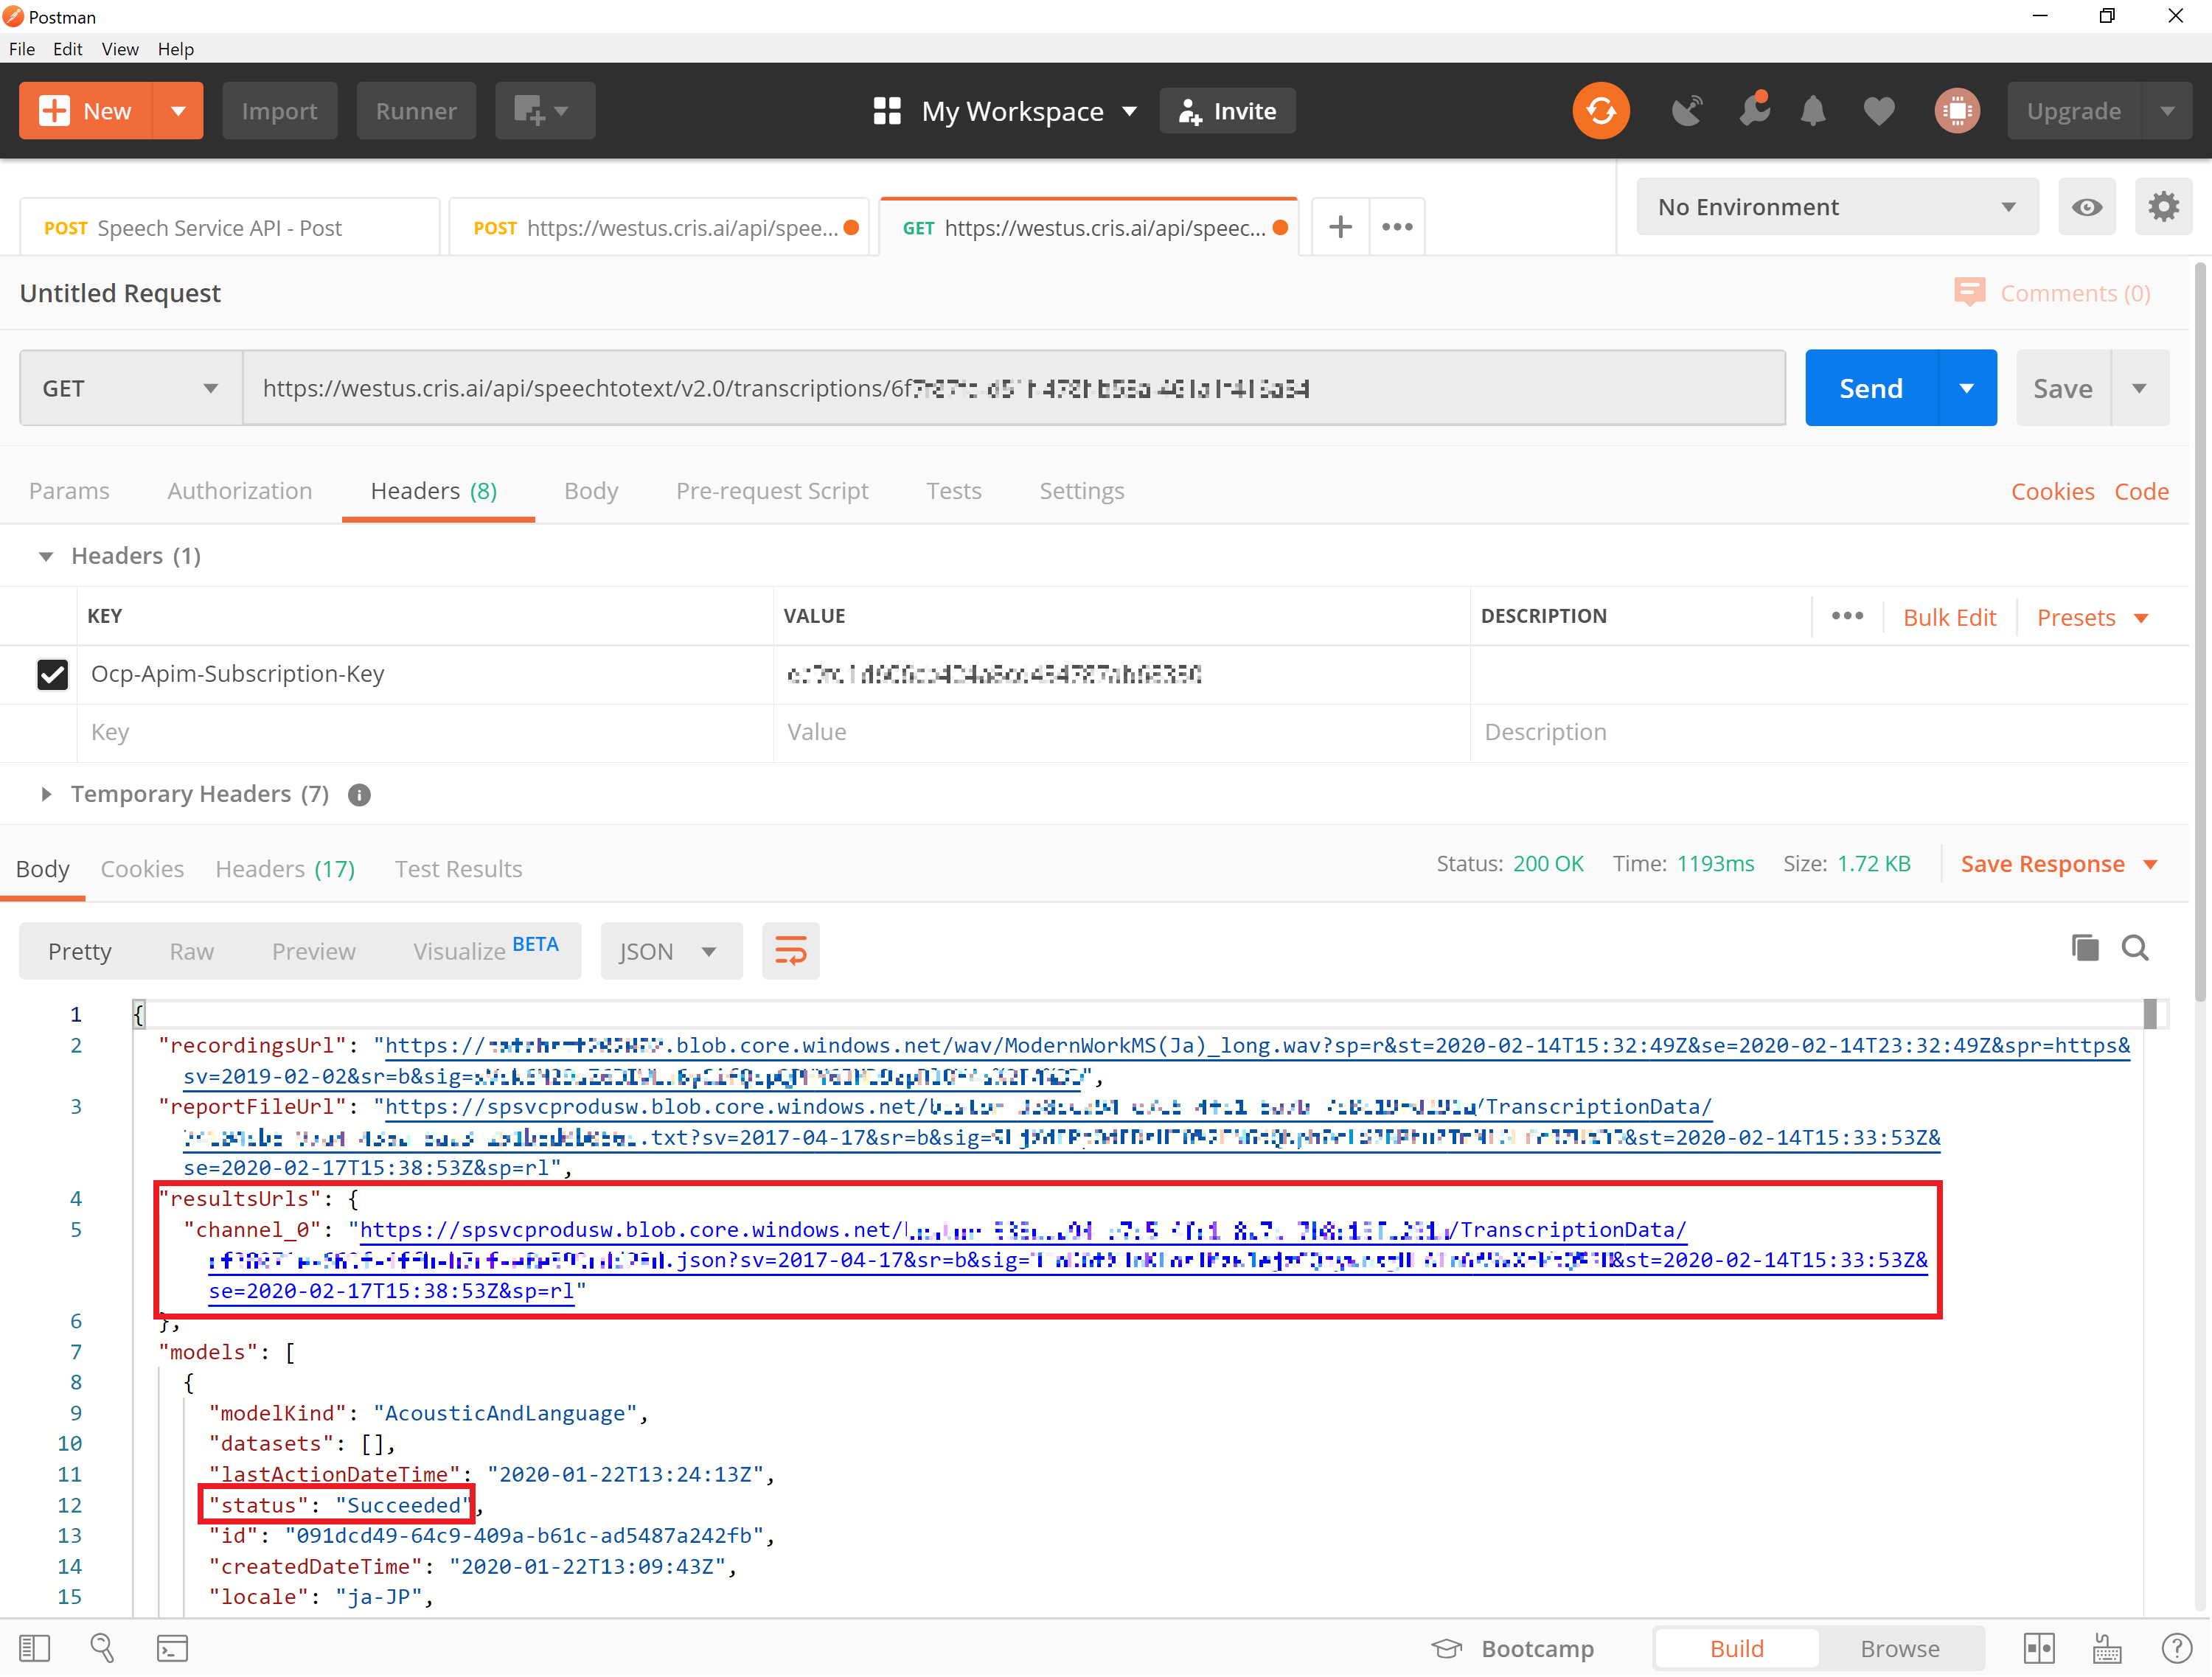 Postman
File Edit View Help
New Import Runner My Workspace Invite Upgrade
POST Speech Service API - Post POST https://westus.cris.ai/api/spee... GET https://westus.cris.ai/api/speec... No Environment
Untitled Request Comments (0)
GET https://westus.cris.ai/api/speechtotext/v2.0/transcriptions/6f Send Save
Params Authorization Headers (8) Body Pre-request Script Tests Settings Cookies Code
Headers (1)
KEY VALUE DESCRIPTION Bulk Edit Presets
Ocp-Apim-Subscription-Key
Key Value Description
Temporary Headers (7)
Body Cookies Headers (17) Test Results Status: 200 OK Time: 1193ms Size: 1.72 KB Save Response
Pretty Raw Preview Visualize BETA JSON
1 {
2 "recordingsUrl": "https:// .blob.core.windows.net/wav/ModernWorkMS(Ja)_long.wav?sp=r&st=2020-02-14T15:32:49Z&se=2020-02-14T23:32:49Z&spr=https&
sv=2019-02-02&sr=b&sig= ",
3 "reportFileUrl": "https://spsvcprodusw.blob.core.windows.net/ /TranscriptionData/
.txt?sv=2017-04-17&sr=b&sig= &st=2020-02-14T15:33:53Z&
se=2020-02-17T15:38:53Z&sp=rl",
4 "resultsUrls": {
5 "channel_0": "https://spsvcprodusw.blob.core.windows.net/ /TranscriptionData/
.json?sv=2017-04-17&sr=b&sig= &st=2020-02-14T15:33:53Z&
se=2020-02-17T15:38:53Z&sp=rl"
6 },
7 "models": [
8 {
9 "modelKind": "AcousticAndLanguage",
10 "datasets": [],
11 "lastActionDateTime": "2020-01-22T13:24:13Z",
12 "status": "Succeeded",
13 "id": "091dcd49-64c9-409a-b61c-ad5487a242fb",
14 "createdDateTime": "2020-01-22T13:09:43Z",
15 "locale": "ja-JP",
Bootcamp Build Browse